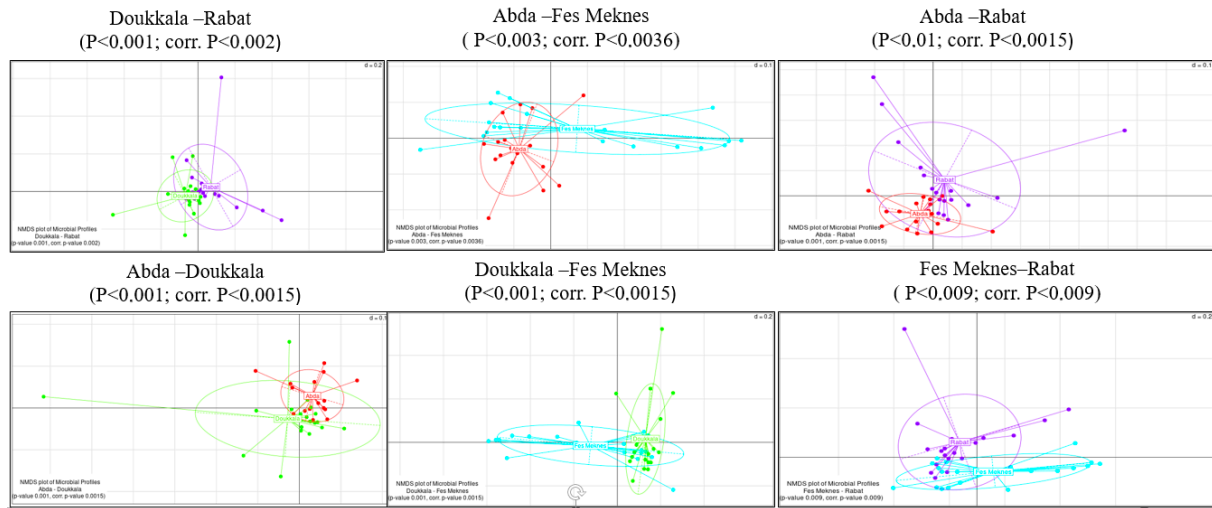 Doukkala –Rabat
(P<0.001; corr. P<0.002)
d = 0.2
Rabat
Doukkala
NMDS plot of Microbial Profiles
Doukkala - Rabat
(p-value 0.001, corr. p-value 0.002)
Abda –Fes Meknes
( P<0.003; corr. P<0.0036)
d = 0.1
Fes Meknes
Abda
NMDS plot of Microbial Profiles
Abda - Fes Meknes
(p-value 0.003, corr. p-value 0.0036)
Abda –Rabat
(P<0.01; corr. P<0.0015)
d = 0.1
Rabat
Abda
NMDS plot of Microbial Profiles
Abda - Rabat
(p-value 0.001, corr. p-value 0.0015)
Abda –Doukkala
(P<0.001; corr. P<0.0015)
d = 0.1
Abda
Doukkala
NMDS plot of Microbial Profiles
Abda - Doukkala
(p-value 0.001, corr. p-value 0.0015)
Doukkala –Fes Meknes
(P<0.001; corr. P<0.0015)
d = 0.2
Doukkala
Fes Meknes
NMDS plot of Microbial Profiles
Doukkala - Fes Meknes
(p-value 0.001, corr. p-value 0.0015)
Fes Meknes–Rabat
( P<0.009; corr. P<0.009)
d = 0.2
Rabat
Fes Meknes
NMDS plot of Microbial Profiles
Fes Meknes - Rabat
(p-value 0.009, corr. p-value 0.009)